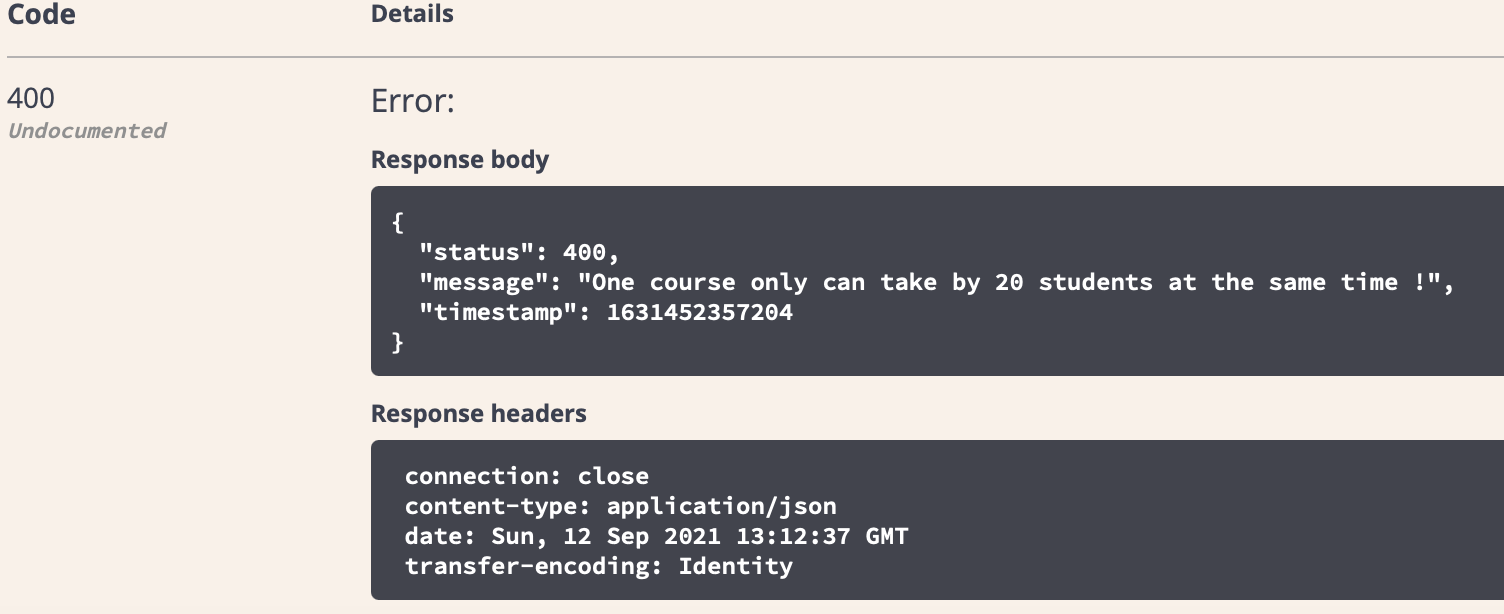 Code Details
400 Error:
Undocumented
Response body
{
  "status": 400,
  "message": "One course only can take by 20 students at the same time !",
  "timestamp": 1631452357204
}
Response headers
connection: close
content-type: application/json
date: Sun, 12 Sep 2021 13:12:37 GMT
transfer-encoding: Identity